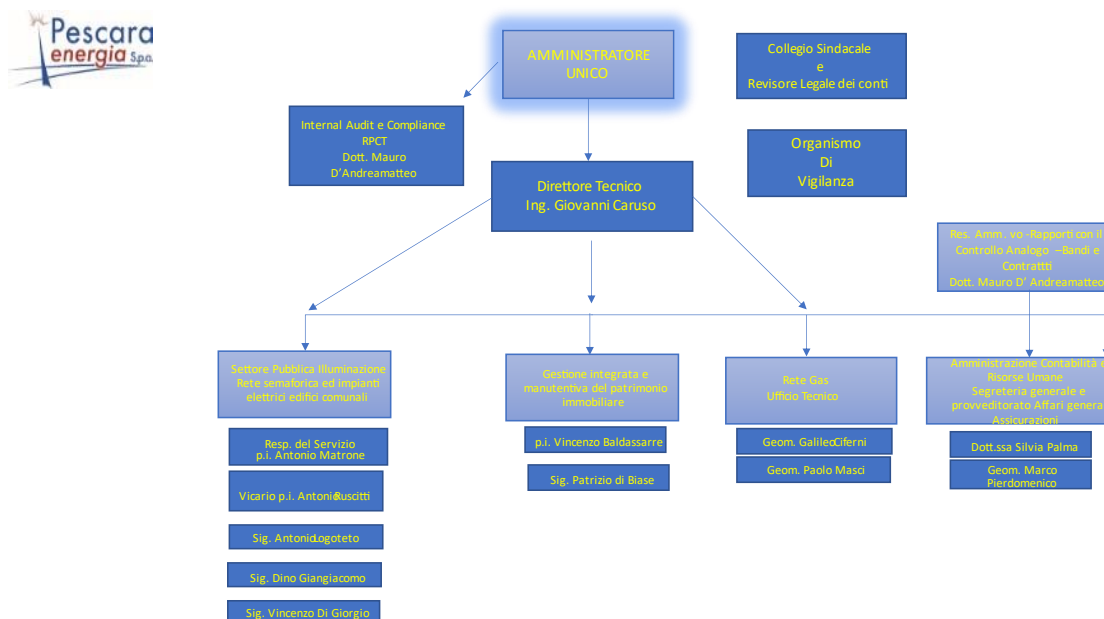 Pescara
energia S.p.a.
AMMINISTRATORE
UNICO
Collegio Sindacale
e
Revisore Legale dei conti
Internal Audit e Compliance
RPCT
Dott. Mauro
D'Andreamatteo
Organismo
Di
Vigilanza
Direttore Tecnico
Ing. Giovanni Caruso
Res. Amm. vo -Rapporti con il
Controllo Analogo –Bandi e
Contrattti
Dott. Mauro D' Andreamatteo
Settore Pubblica Illuminazione
Rete semaforica ed impianti
elettrici edifici comunali
Gestione integrata e
manutentiva del patrimonio
immobiliare
Rete Gas
Ufficio Tecnico
Amministrazione Contabilità e
Risorse Umane
Segreteria generale e
provveditorato Affari genera
Assicurazioni
Resp. del Servizio
p.i. Antonio Matrone
Vicario p.i. Antonio Ruscitti
Sig. Antonio Logoteto
Sig. Dino Giangiacomo
Sig. Vincenzo Di Giorgio
p.i. Vincenzo Baldassarre
Sig. Patrizio di Biase
Geom. Galileo Ciferni
Geom. Paolo Masci
Dott.ssa Silvia Palma
Geom. Marco
Pierdomenico